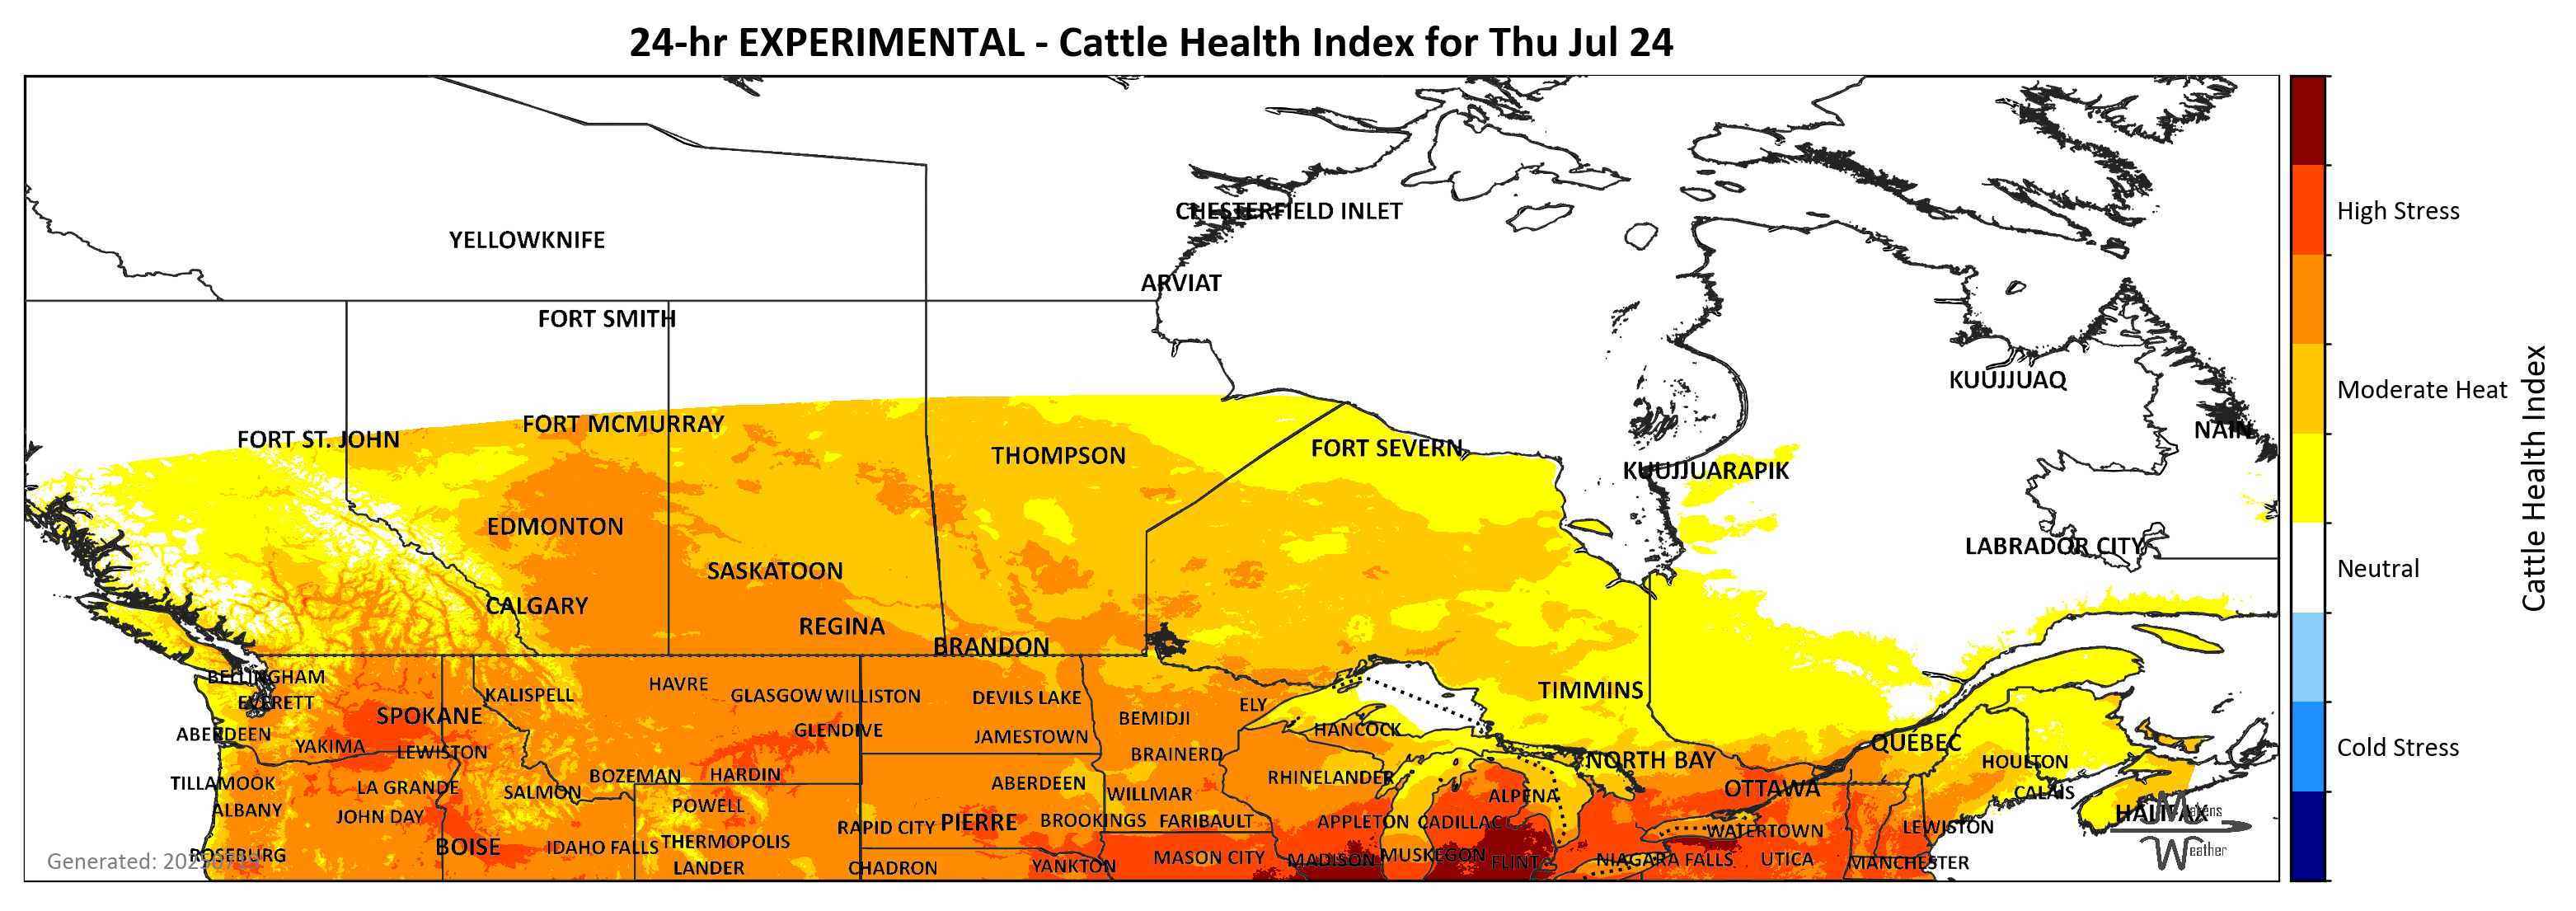 24-hr EXPERIMENTAL - Cattle Health Index for Thu Jul 24
CHESTERFIELD INLET
YELLOWKNIFE
ARVIAT
FORT SMITH
KUUJJUAQ
FORT MCMURRAY
NAIN
FORT ST. JOHN
FORT SEVERN
THOMPSON
KUUJJUARAPIK
EDMONTON
LABRADOR CITY
SASKATOON
CALGARY
REGINA
BRANDON
BELLINGHAM
HAVRE
KALISPELL
GLASGOW
WILLISTON
DEVILS LAKE
TIMMINS
EVERETT
ELY
SPOKANE
BEMIDJI
GLENDIVE
HANCOCK
ABERDEEN
JAMESTOWN
QUÉBEC
YAKIMA
LEWISTON
BRAINERD
NORTH BAY
HOULTON
BOZEMAN
HARDIN
RHINELANDER
TILLAMOOK
LA GRANDE
SALMON
ABERDEEN
OTTAWA
WILLMAR
ALPENA
CALAIS
POWELL
ALBANY
JOHN DAY
HALIFAX
Makens
Weather
RAPID CITY
PIERRE
BROOKINGS
FARIBAULT
APPLETON
CADILLAC
WATERTOWN
LEWISTON
BOISE
IDAHO FALLS
THERMOPOLIS
ROSEBURG
MASON CITY
MADISON
MUSKEGON
FLINT
NIAGARA FALLS
UTICA
MANCHESTER
LANDER
CHADRON
YANKTON
Generated:
High Stress
Moderate Heat
Neutral
Cold Stress
Cattle Health Index